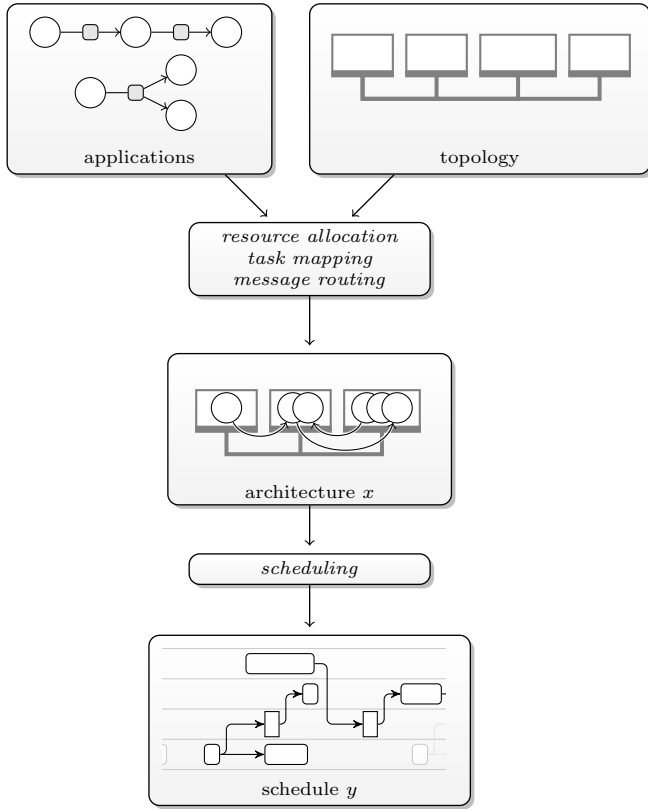 applications
topology
resource allocation
task mapping
message routing
architecture x
scheduling
schedule y